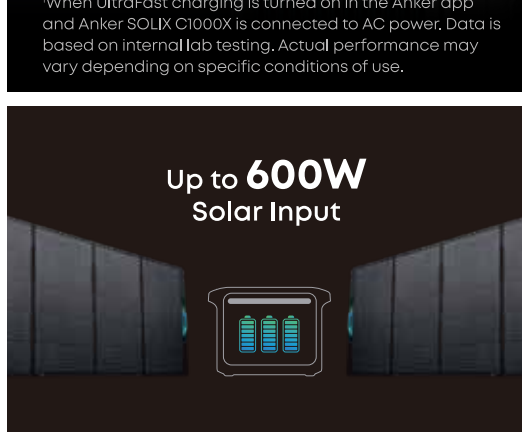 ¹When UltraFast charging is turned on in the Anker app
and Anker SOLIX C1000X is connected to AC power. Data is
based on internal lab testing. Actual performance may
vary depending on specific conditions of use.
Up to 600W
Solar Input